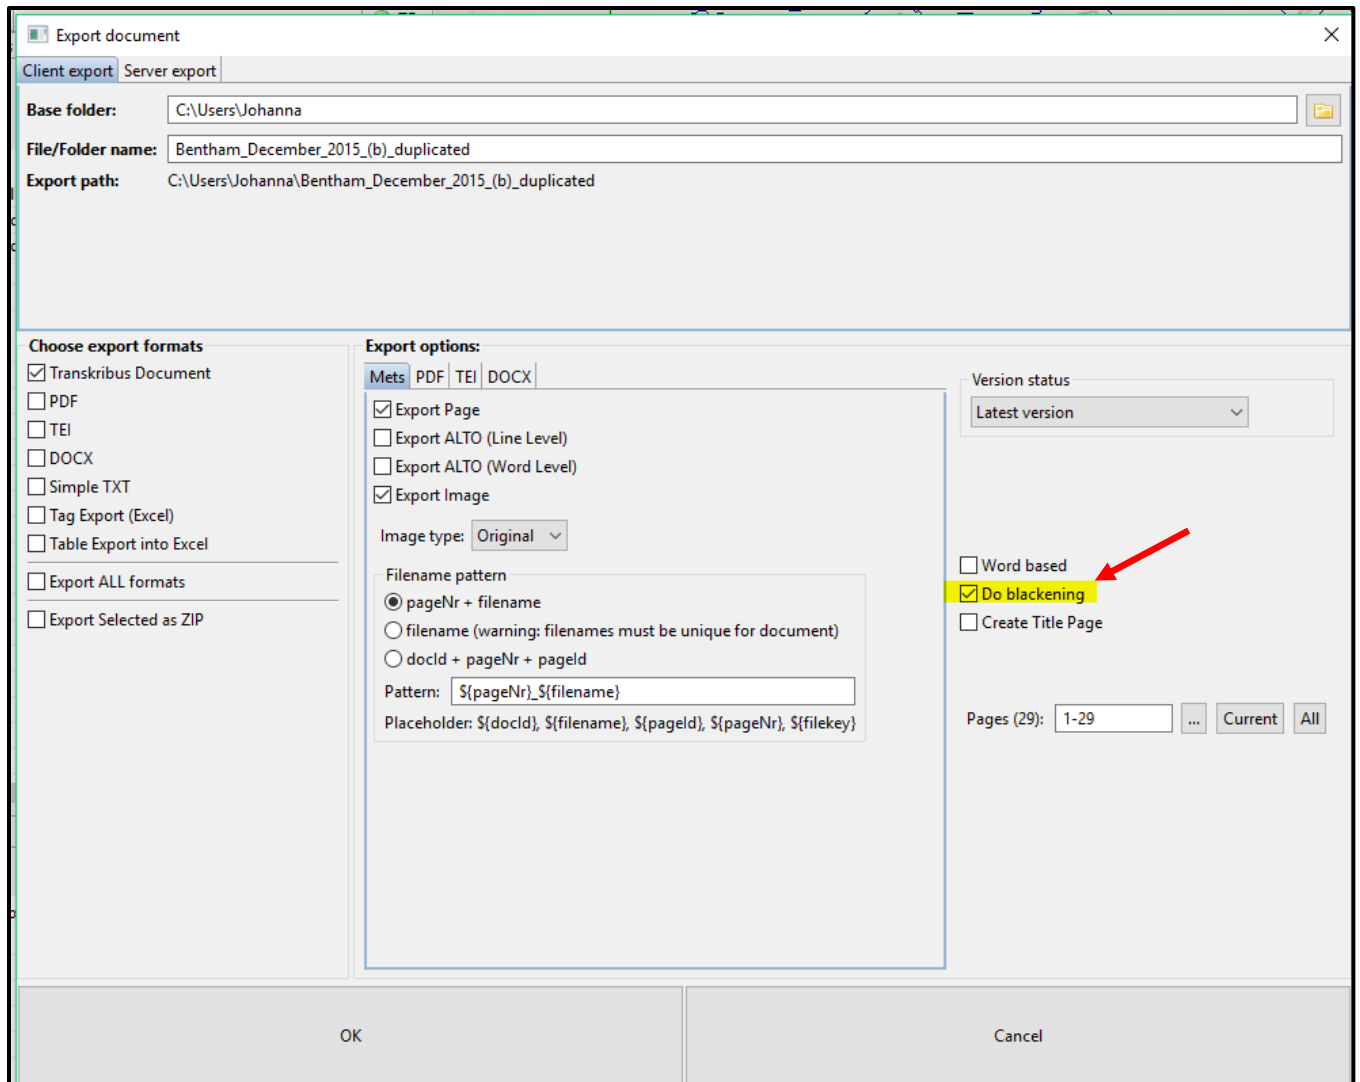 Export document
Client export Server export
Base folder: C:\Users\Johanna
File/Folder name: Bentham_December_2015_(b)_duplicated
Export path: C:\Users\Johanna\Bentham_December_2015_(b)_duplicated
Choose export formats
Transkribus Document
PDF
TEI
DOCX
Simple TXT
Tag Export (Excel)
Table Export into Excel
Export ALL formats
Export Selected as ZIP
Export options:
Mets PDF TEI DOCX
Export Page
Export ALTO (Line Level)
Export ALTO (Word Level)
Export Image
Image type: Original
Filename pattern
pageNr + filename
filename (warning: filenames must be unique for document)
docId + pageNr + pageId
Pattern: ${pageNr}_${filename}
Placeholder: ${docId}, ${filename}, ${pageId}, ${pageNr}, ${filekey}
Version status
Latest version
Word based
Do blackening
Create Title Page
Pages (29): 1-29 ... Current All
OK Cancel